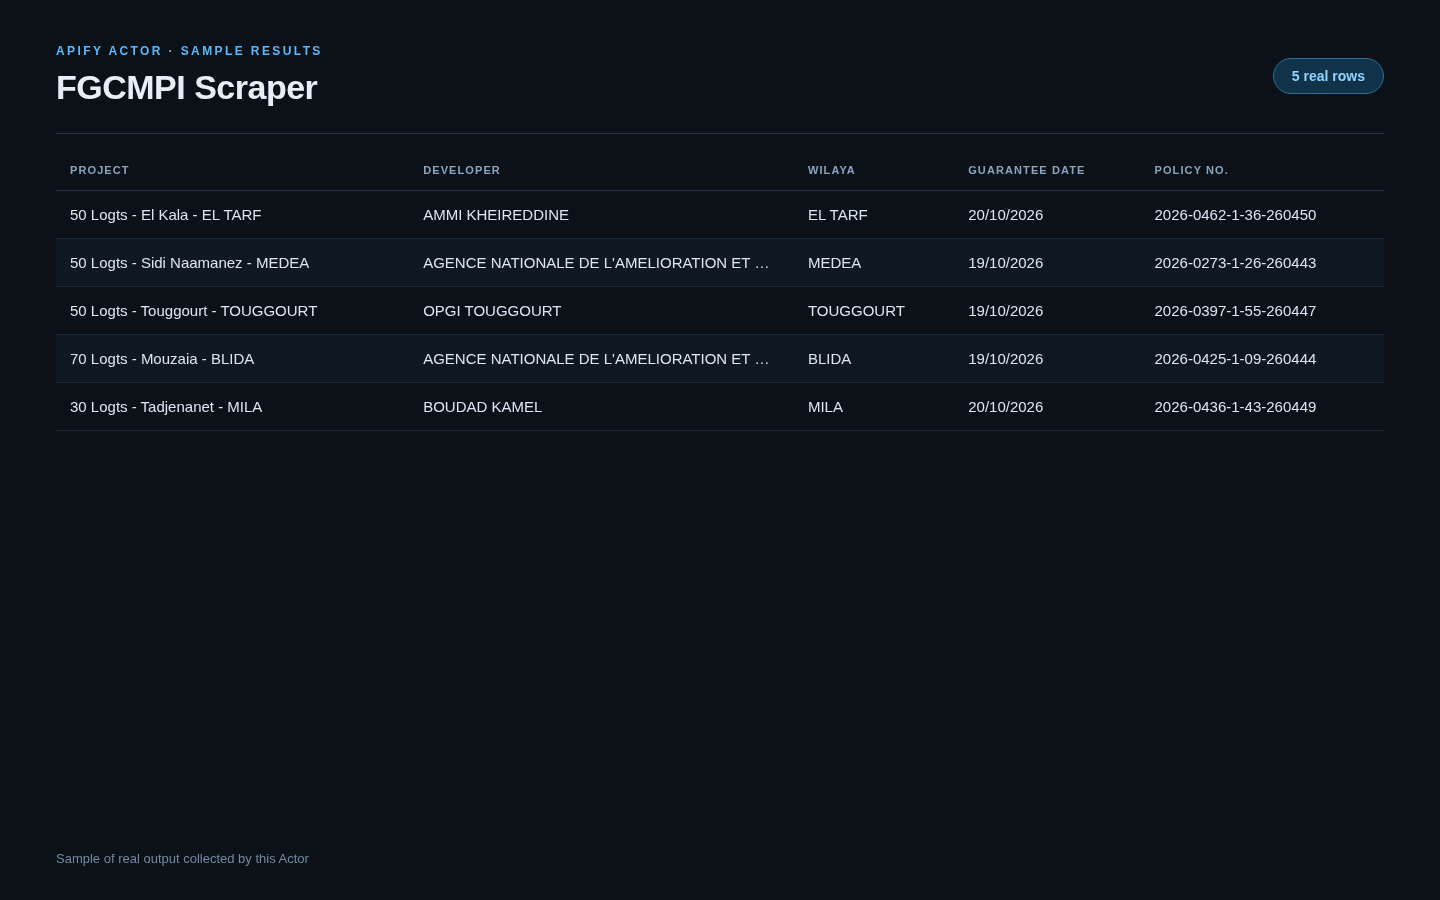 APIFY ACTOR · SAMPLE RESULTS
FGCMPI Scraper
5 real rows
PROJECT DEVELOPER WILAYA GUARANTEE DATE POLICY NO.
50 Logts - El Kala - EL TARF AMMI KHEIREDDINE EL TARF 20/10/2026 2026-0462-1-36-260450
50 Logts - Sidi Naamanez - MEDEA AGENCE NATIONALE DE L'AMELIORATION ET … MEDEA 19/10/2026 2026-0273-1-26-260443
50 Logts - Touggourt - TOUGGOURT OPGI TOUGGOURT TOUGGOURT 19/10/2026 2026-0397-1-55-260447
70 Logts - Mouzaia - BLIDA AGENCE NATIONALE DE L'AMELIORATION ET … BLIDA 19/10/2026 2026-0425-1-09-260444
30 Logts - Tadjenanet - MILA BOUDAD KAMEL MILA 20/10/2026 2026-0436-1-43-260449
Sample of real output collected by this Actor